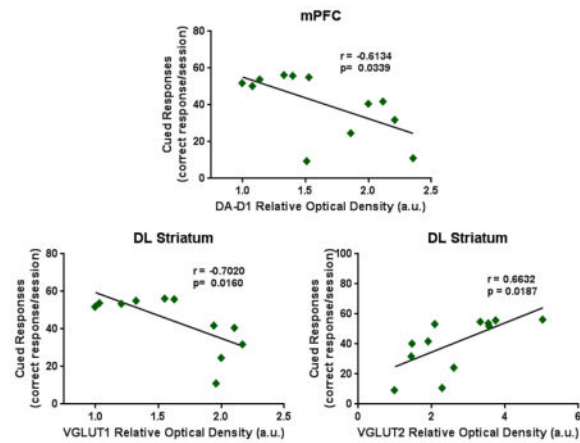 mPFC
80
60
40
20
0
Cued Responses
(correct response/session)
r = -0.6134
p= 0.0339
1.0 1.5 2.0 2.5
DA-D1 Relative Optical Density (a.u.)
DL Striatum
80
60
40
20
0
Cued Responses
(correct response/session)
r = -0.7020
p= 0.0160
1.0 1.5 2.0 2.5
VGLUT1 Relative Optical Density (a.u.)
DL Striatum
100
80
60
40
20
0
Cued Responses
(correct response/session)
r = 0.6632
p = 0.0187
0 2 4 6
VGLUT2 Relative Optical Density (a.u.)